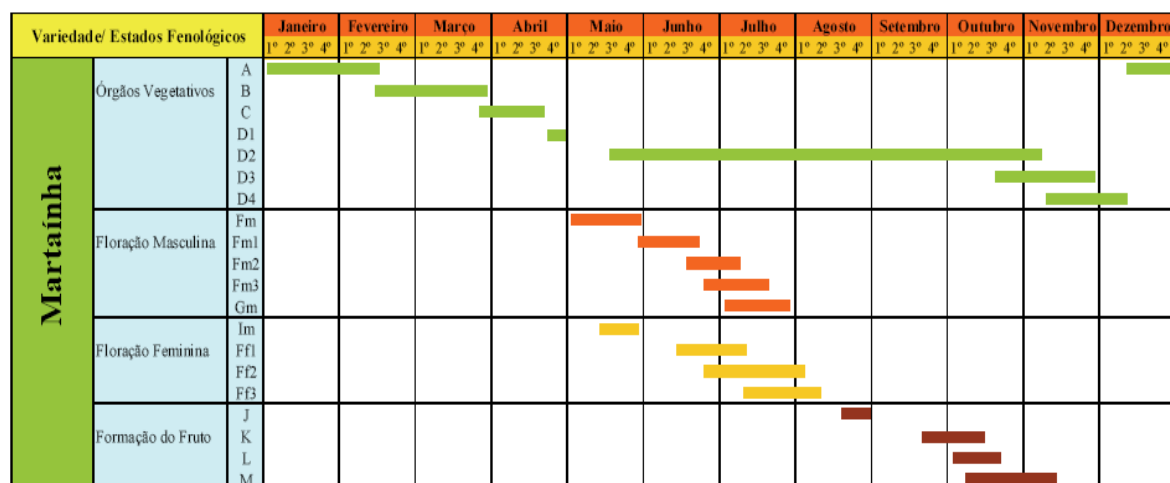 Variedade/ Estados Fenológicos
Janeiro Fevereiro Março Abril Maio Junho Julho Agosto Setembro Outubro Novembro Dezembro
1º 2º 3º 4º 1º 2º 3º 4º 1º 2º 3º 4º 1º 2º 3º 4º 1º 2º 3º 4º 1º 2º 3º 4º 1º 2º 3º 4º 1º 2º 3º 4º 1º 2º 3º 4º 1º 2º 3º 4º 1º 2º 3º 4º 1º 2º 3º
Martaínha
A
Órgãos Vegetativos B
C
D1
D2
D3
D4
Fm
Floração Masculina Fm1
Fm2
Fm3
Gm
Im
Floração Feminina Ff1
Ff2
Ff3
J
Formação do Fruto K
L
M